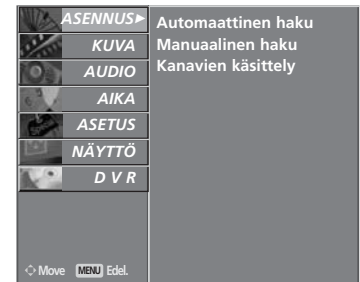 ASENNUS
KUVA
AUDIO
AIKA
ASETUS
NÄYTTÖ
D V R
Automaattinen haku
Manuaalinen haku
Kanavien käsittely
Move MENU Edel.